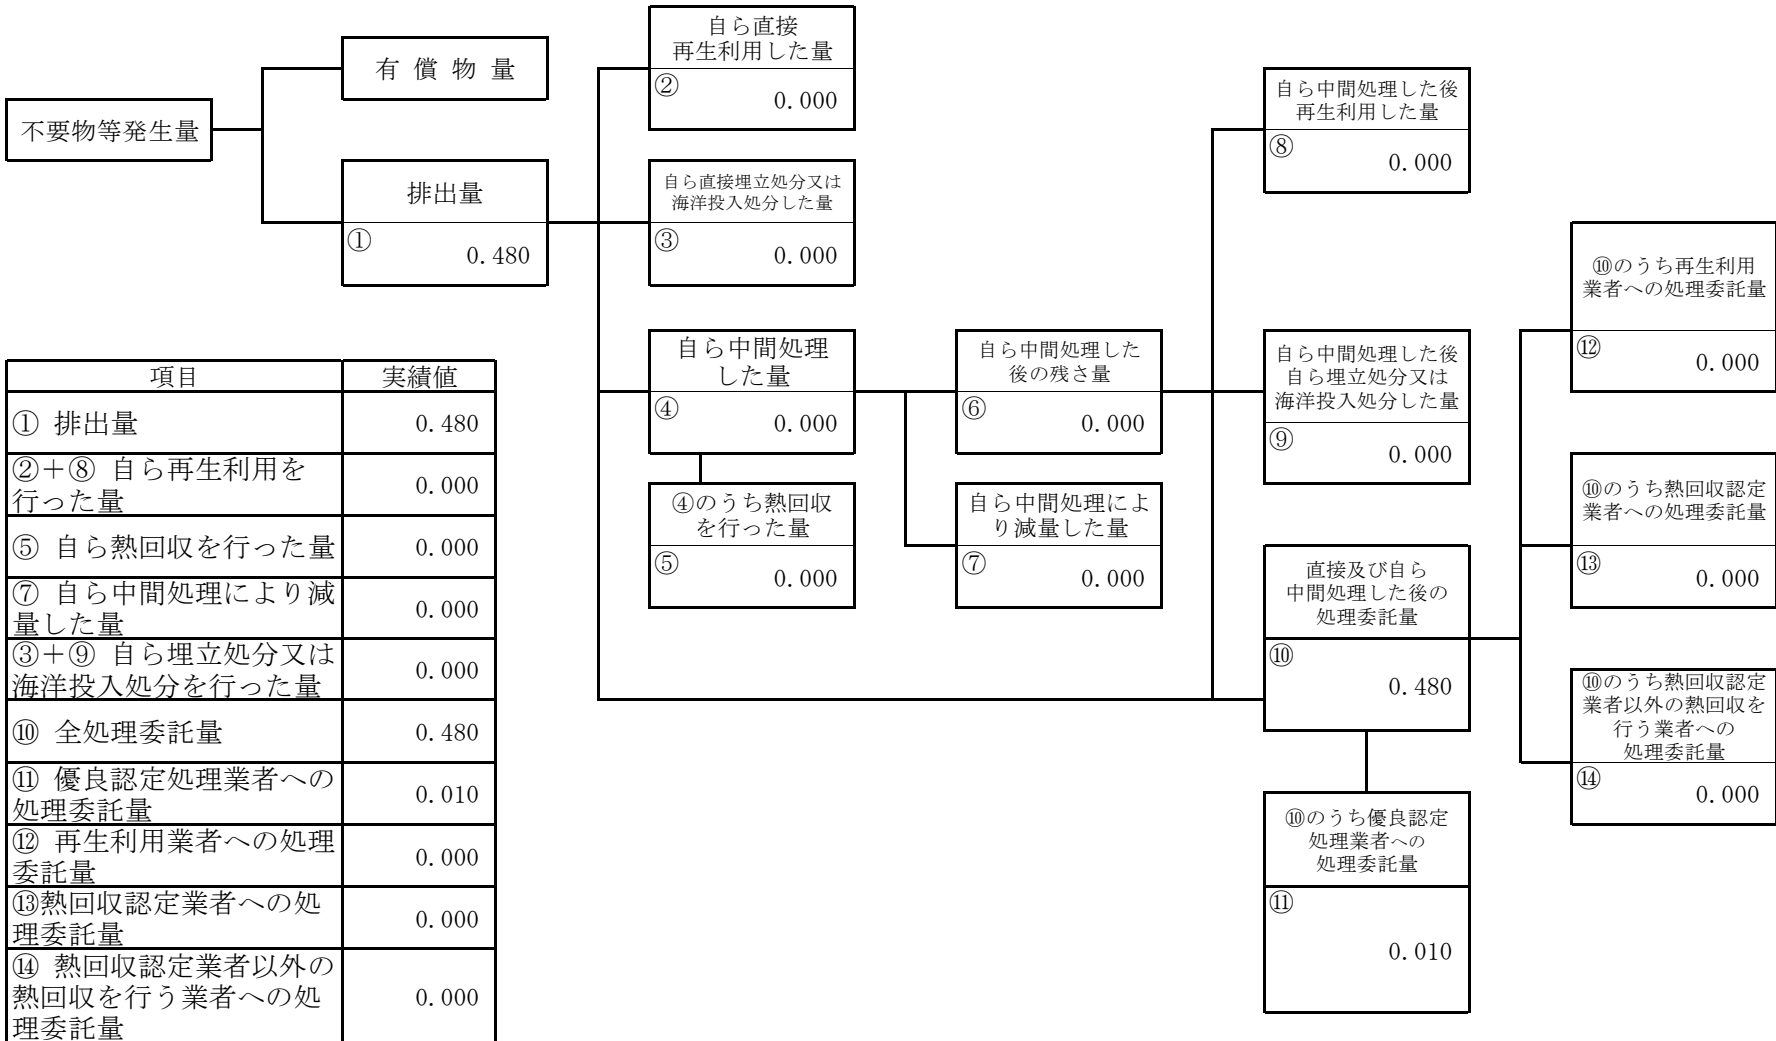 不要物等発生量
有 償 物 量
排出量
①
0.480
自ら直接
再生利用した量
②
0.000
自ら直接埋立処分又は
海洋投入処分した量
③
0.000
自ら中間処理
した量
④
0.000
④のうち熱回収
を行った量
⑤
0.000
自ら中間処理した
後の残さ量
⑥
0.000
自ら中間処理によ
り減量した量
⑦
0.000
自ら中間処理した後
再生利用した量
⑧
0.000
自ら中間処理した後
自ら埋立処分又は
海洋投入処分した量
⑨
0.000
直接及び自ら
中間処理した後の
処理委託量
⑩
0.480
⑩のうち優良認定
処理業者への
処理委託量
⑪
0.010
⑩のうち再生利用
業者への処理委託量
⑫
0.000
⑩のうち熱回収認定
業者への処理委託量
⑬
0.000
⑩のうち熱回収認定
業者以外の熱回収を
行う業者への
処理委託量
⑭
0.000
項目 実績値
① 排出量 0.480
②＋⑧ 自ら再生利用を
行った量 0.000
⑤ 自ら熱回収を行った量 0.000
⑦ 自ら中間処理により減
量した量 0.000
③＋⑨ 自ら埋立処分又は
海洋投入処分を行った量 0.000
⑩ 全処理委託量 0.480
⑪ 優良認定処理業者への
処理委託量 0.010
⑫ 再生利用業者への処理
委託量 0.000
⑬熱回収認定業者への処
理委託量 0.000
⑭ 熱回収認定業者以外の
熱回収を行う業者への処
理委託量 0.000